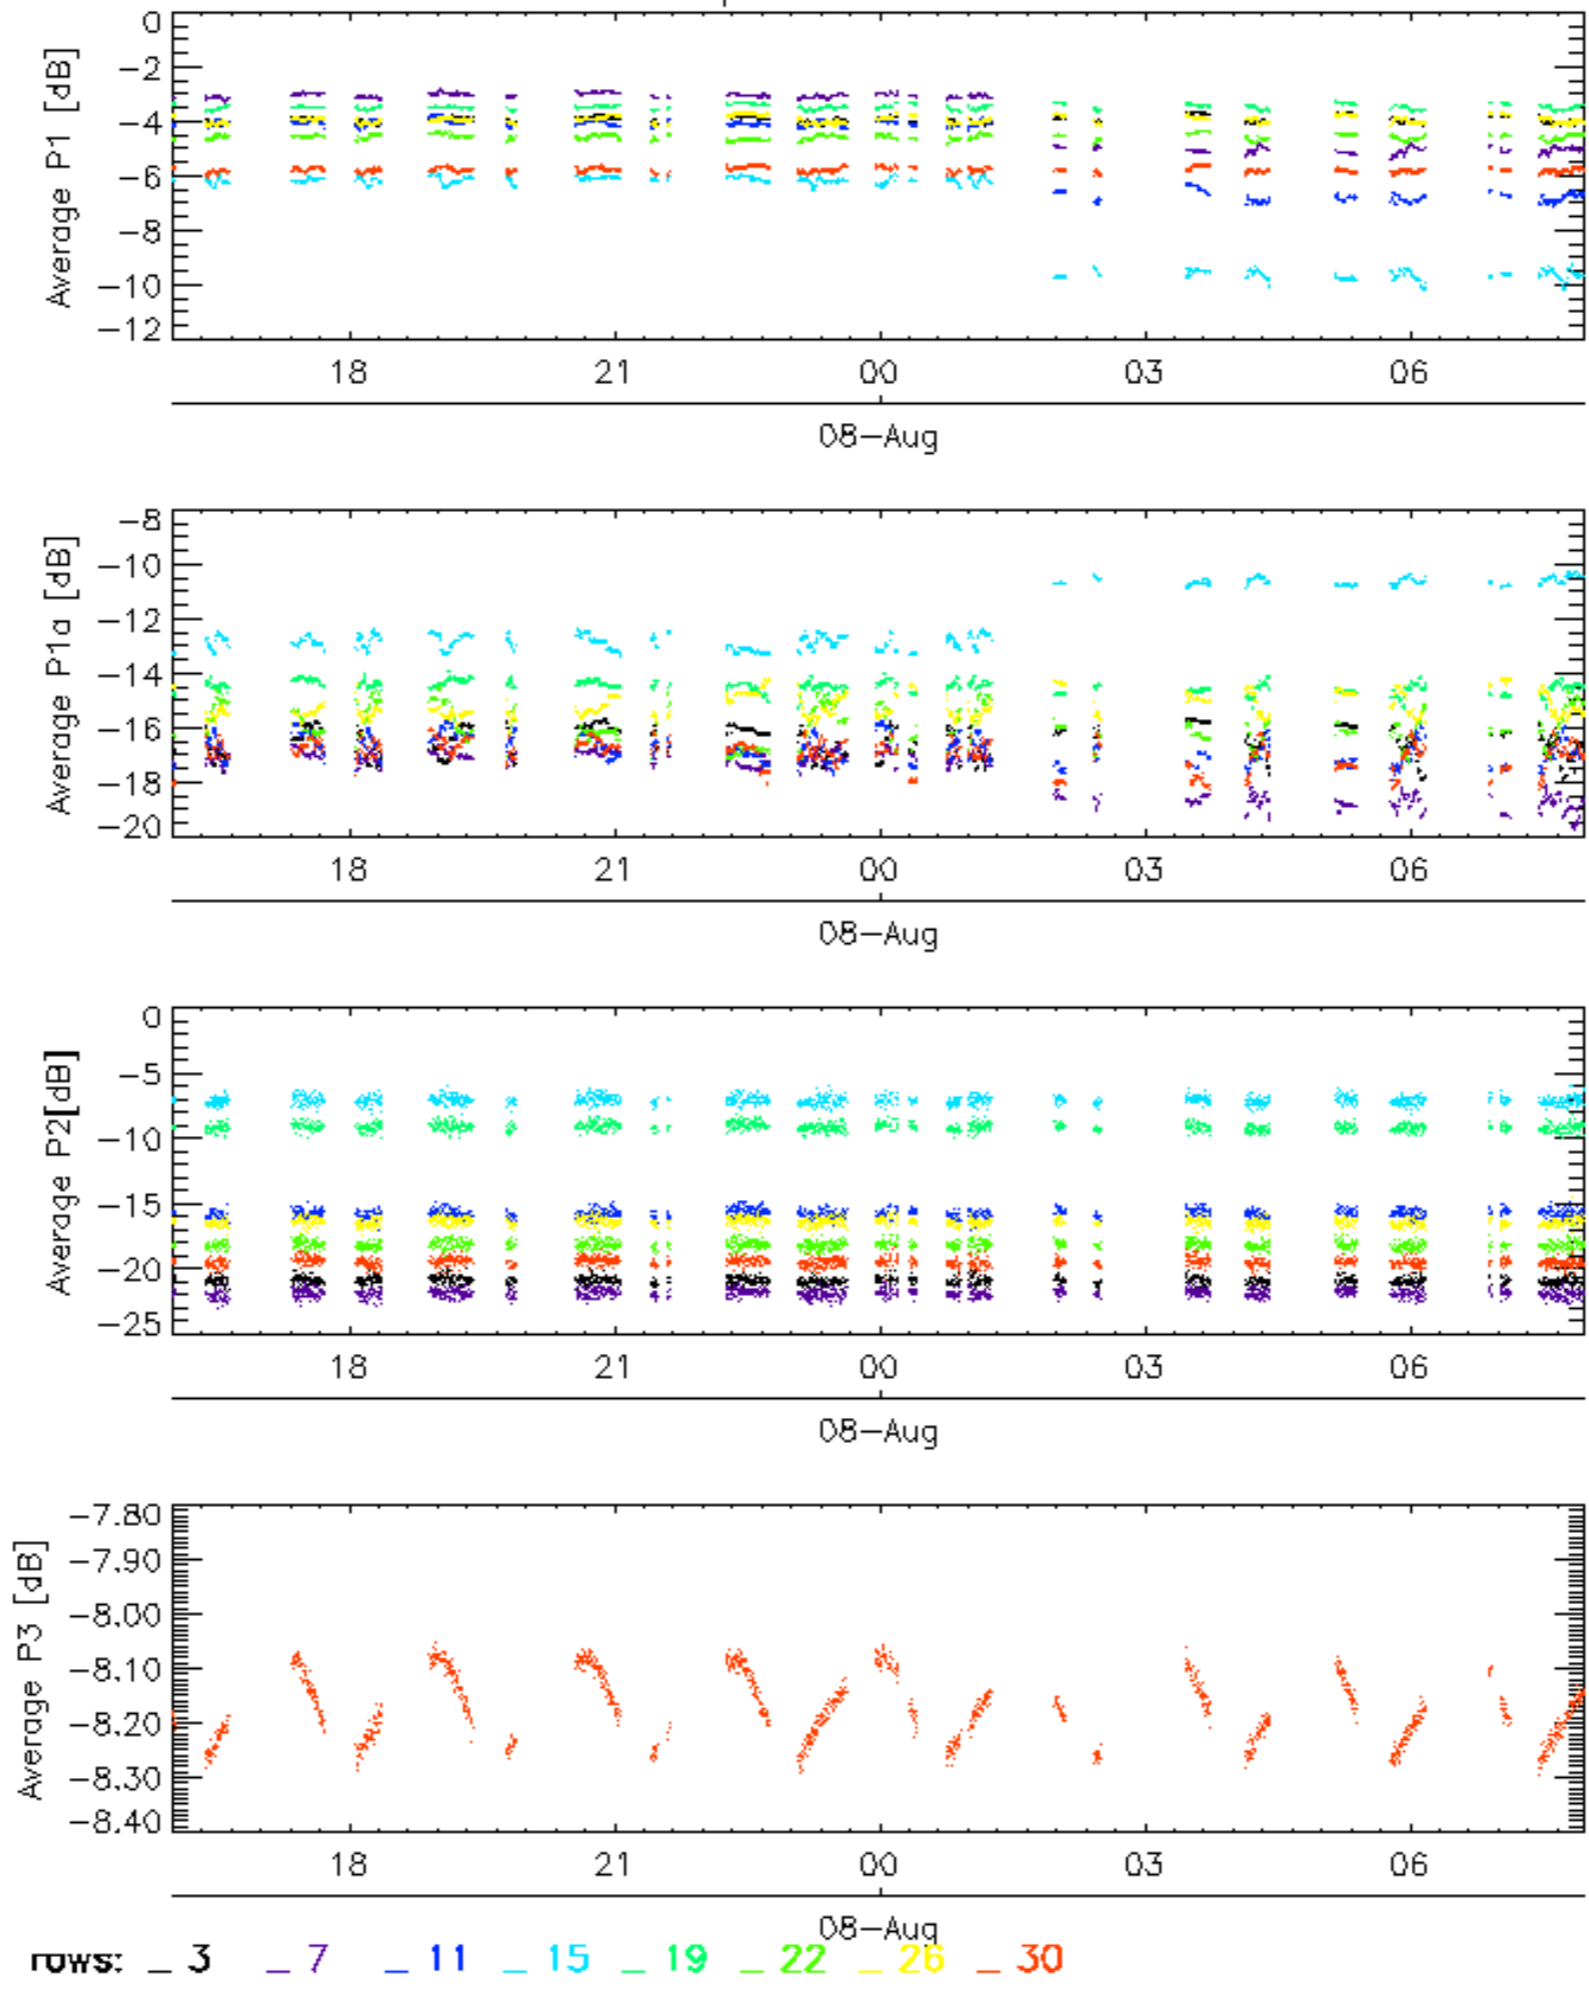 Average P1 [dB]
0
−2
−4
−6
−8
−10
−12
18 21 00 03 06
08−Aug
Average P1a [dB]
−8
−10
−12
−14
−16
−18
−20
18 21 00 03 06
08−Aug
Average P2[dB]
0
−5
−10
−15
−20
−25
18 21 00 03 06
08−Aug
Average P3 [dB]
−7.80
−7.90
−8.00
−8.10
−8.20
−8.30
−8.40
18 21 00 03 06
08−Aug
rows: _ 3 _ 7 _ 11 _ 15 _ 19 _ 22 _ 26 _ 30